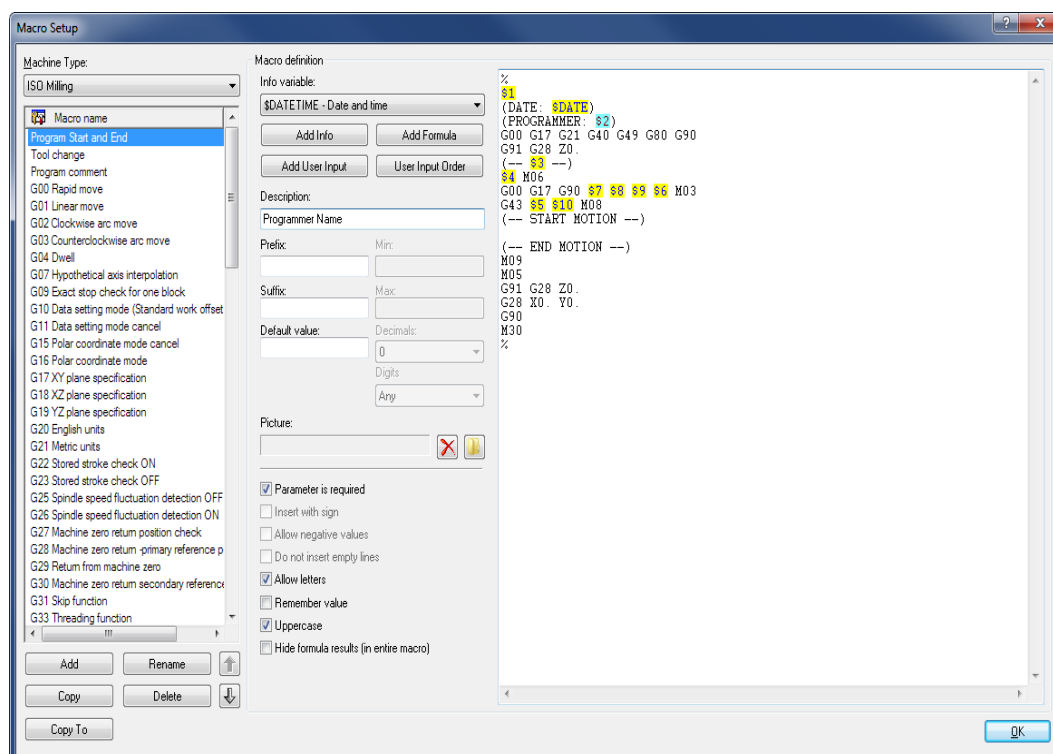 Macro Setup
Machine Type:
ISO Milling
Macro name
Program Start and End
Tool change
Program comment
G00 Rapid move
G01 Linear move
G02 Clockwise arc move
G03 Counterclockwise arc move
G04 Dwell
G07 Hypothetical axis interpolation
G09 Exact stop check for one block
G10 Data setting mode (Standard work offset
G11 Data setting mode cancel
G15 Polar coordinate mode cancel
G16 Polar coordinate mode
G17 XY plane specification
G18 XZ plane specification
G19 YZ plane specification
G20 English units
G21 Metric units
G22 Stored stroke check ON
G23 Stored stroke check OFF
G25 Spindle speed fluctuation detection OFF
G26 Spindle speed fluctuation detection ON
G27 Machine zero return position check
G28 Machine zero return -primary reference p
G29 Return from machine zero
G30 Machine zero return secondary reference
G31 Skip function
G33 Threading function
Add
Rename
Copy
Delete
Copy To
Macro definition
Info variable:
$DATETIME - Date and time
Add Info
Add Formula
Add User Input
User Input Order
Description:
Programmer Name
Prefix:
Min:
Suffix:
Max:
Default value:
Decimals:
0
Digits
Any
Picture:
Parameter is required
Insert with sign
Allow negative values
Do not insert empty lines
Allow letters
Remember value
Uppercase
Hide formula results (in entire macro)
%
$1
(DATE: $DATE)
(PROGRAMMER: $2)
G00 G17 G21 G40 G49 G80 G90
G91 G28 Z0.
(-- $3 --)
$4 M06
G00 G17 G90 $7 $8 $9 $6 M03
G43 $5 $10 M08
(-- START MOTION --)
(-- END MOTION --)
M09
M05
G91 G28 Z0.
G28 X0. Y0.
G90
M30
%
OK